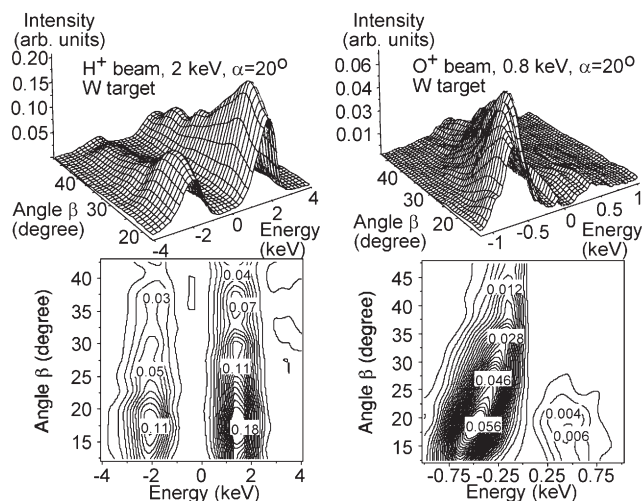 Intensity
(arb. units)
0.20
0.15
0.10
0.05
H+ beam, 2 keV, α=20°
W target
40
30
20
Angle β
(degree)
-4
-2
0
2
4
Energy
(keV)
Intensity
(arb. units)
0.06
0.04
0.03
0.01
O+ beam, 0.8 keV, α=20°
W target
40
30
20
Angle β
(degree)
-1
-0.5
0
0.5
1
Energy
(keV)
Angle β (degree)
40
35
30
25
20
15
0.03
0.05
0.11
0.04
0.07
0.11
0.18
-4
-2
0
2
4
Energy (keV)
Angle β (degree)
45
40
35
30
25
20
15
0.012
0.028
0.046
0.056
0.004
0.006
-0.75
-0.25
0.25
0.75
Energy (keV)